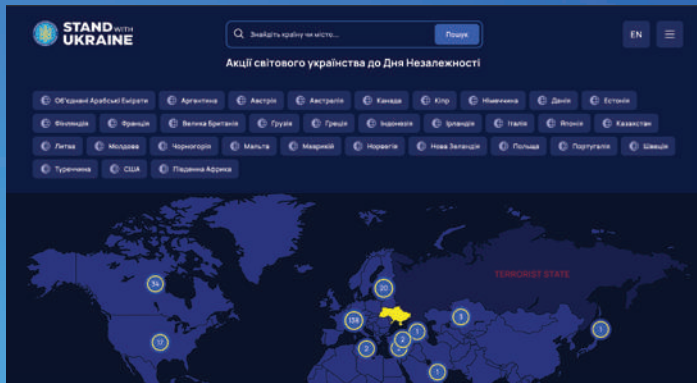 STAND WITH
UKRAINE
Знайдіть країну чи місто...
Пошук
EN
Акції світового українства до Дня Незалежності
Об'єднані Арабські Емірати Аргентина Австрія Австралія Канада Кіпр Німеччина Данія Естонія
Фінляндія Франція Велика Британія Грузія Греція Індонезія Ірландія Італія Японія Казахстан
Литва Молдова Чорногорія Мальта Маврикій Норвегія Нова Зеландія Польща Португалія Швеція
Туреччина США Південна Африка
TERRORIST STATE
34
20
138
3
1
1
17
2
2
1